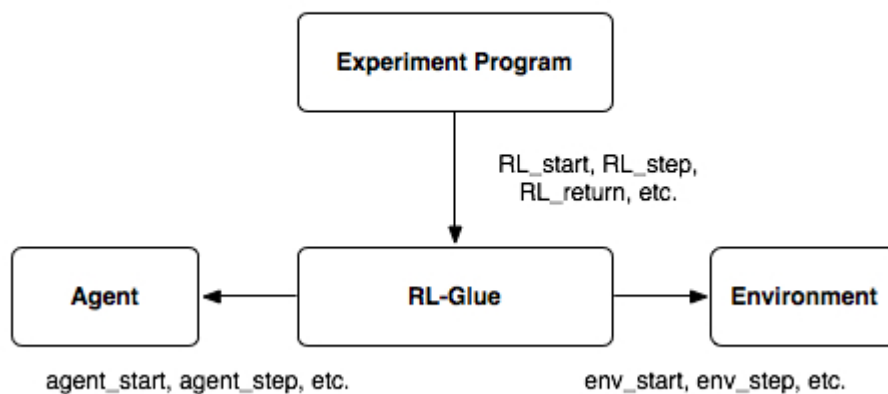 Experiment Program
RL_start, RL_step,
RL_return, etc.
Agent
RL-Glue
Environment
agent_start, agent_step, etc.
env_start, env_step, etc.